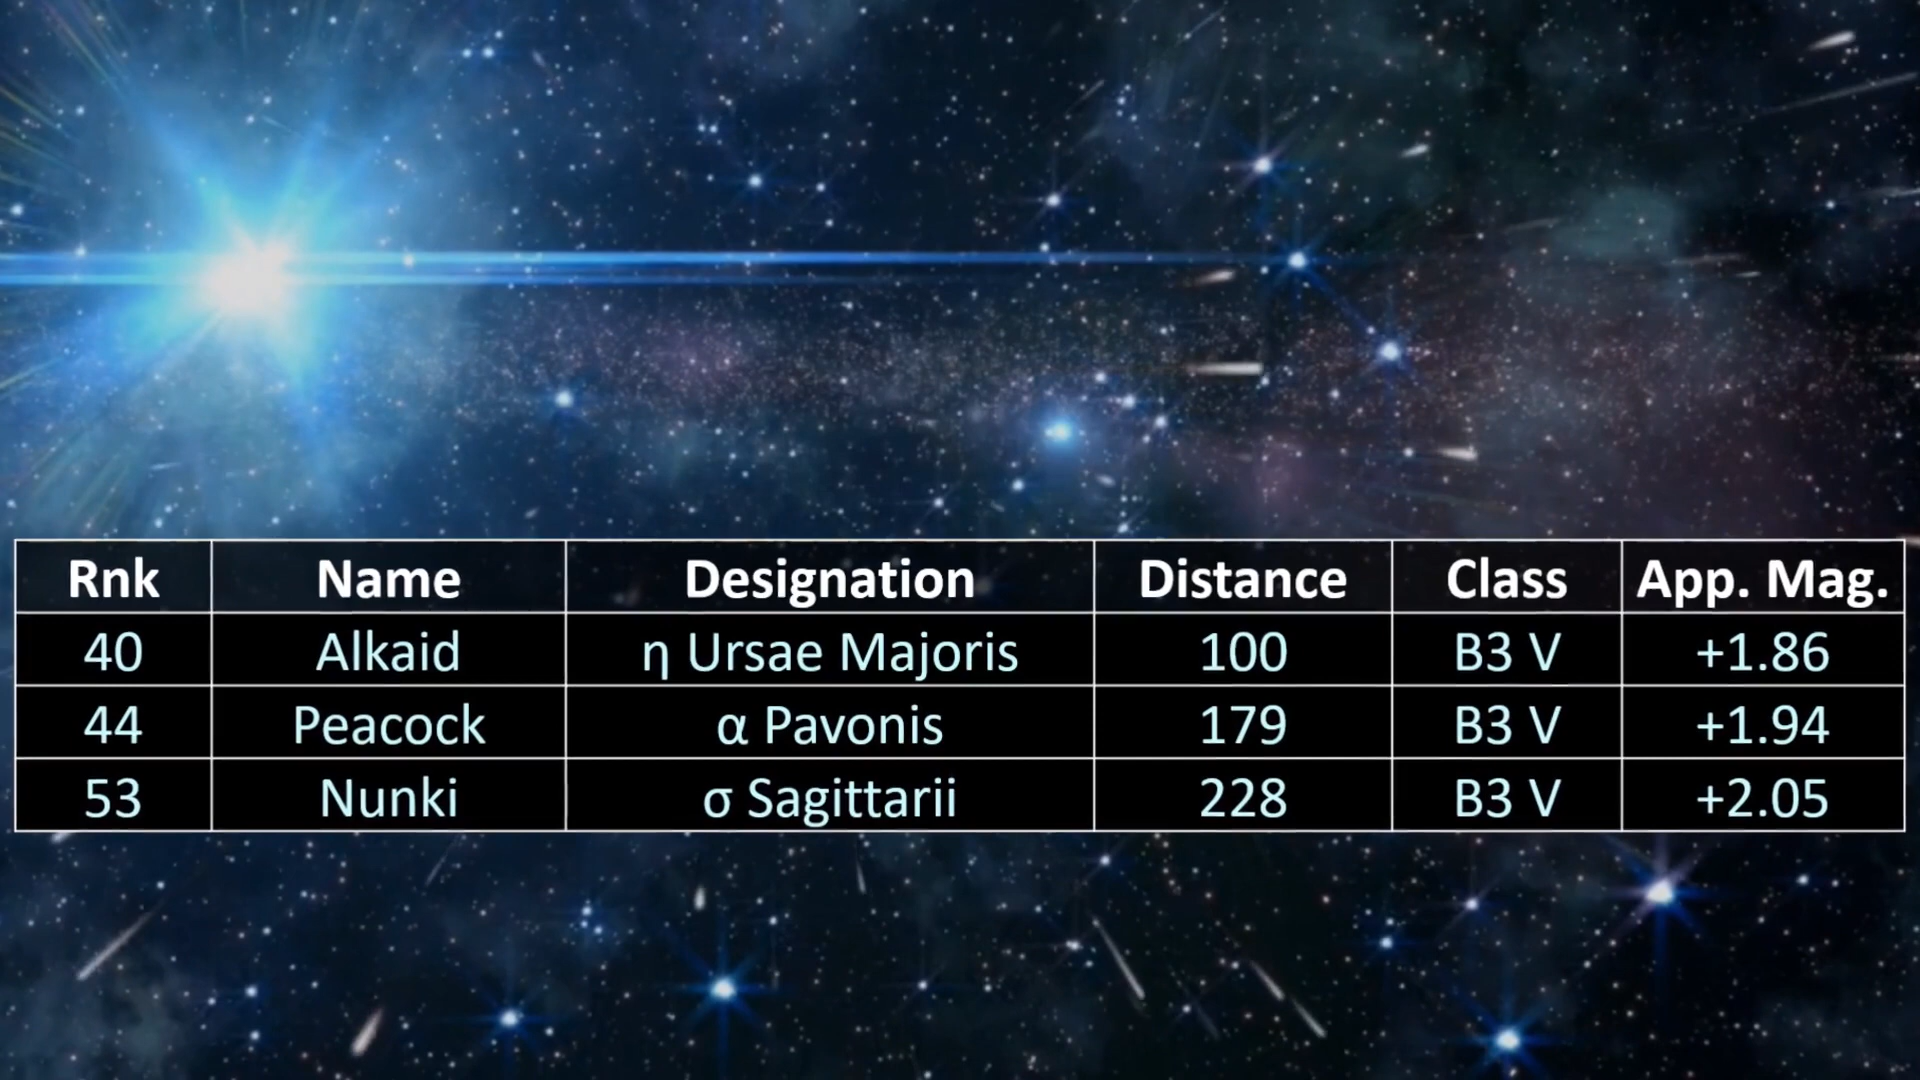 Rnk Name Designation Distance Class App. Mag.
40 Alkaid η Ursae Majoris 100 B3 V +1.86
44 Peacock α Pavonis 179 B3 V +1.94
53 Nunki σ Sagittarii 228 B3 V +2.05